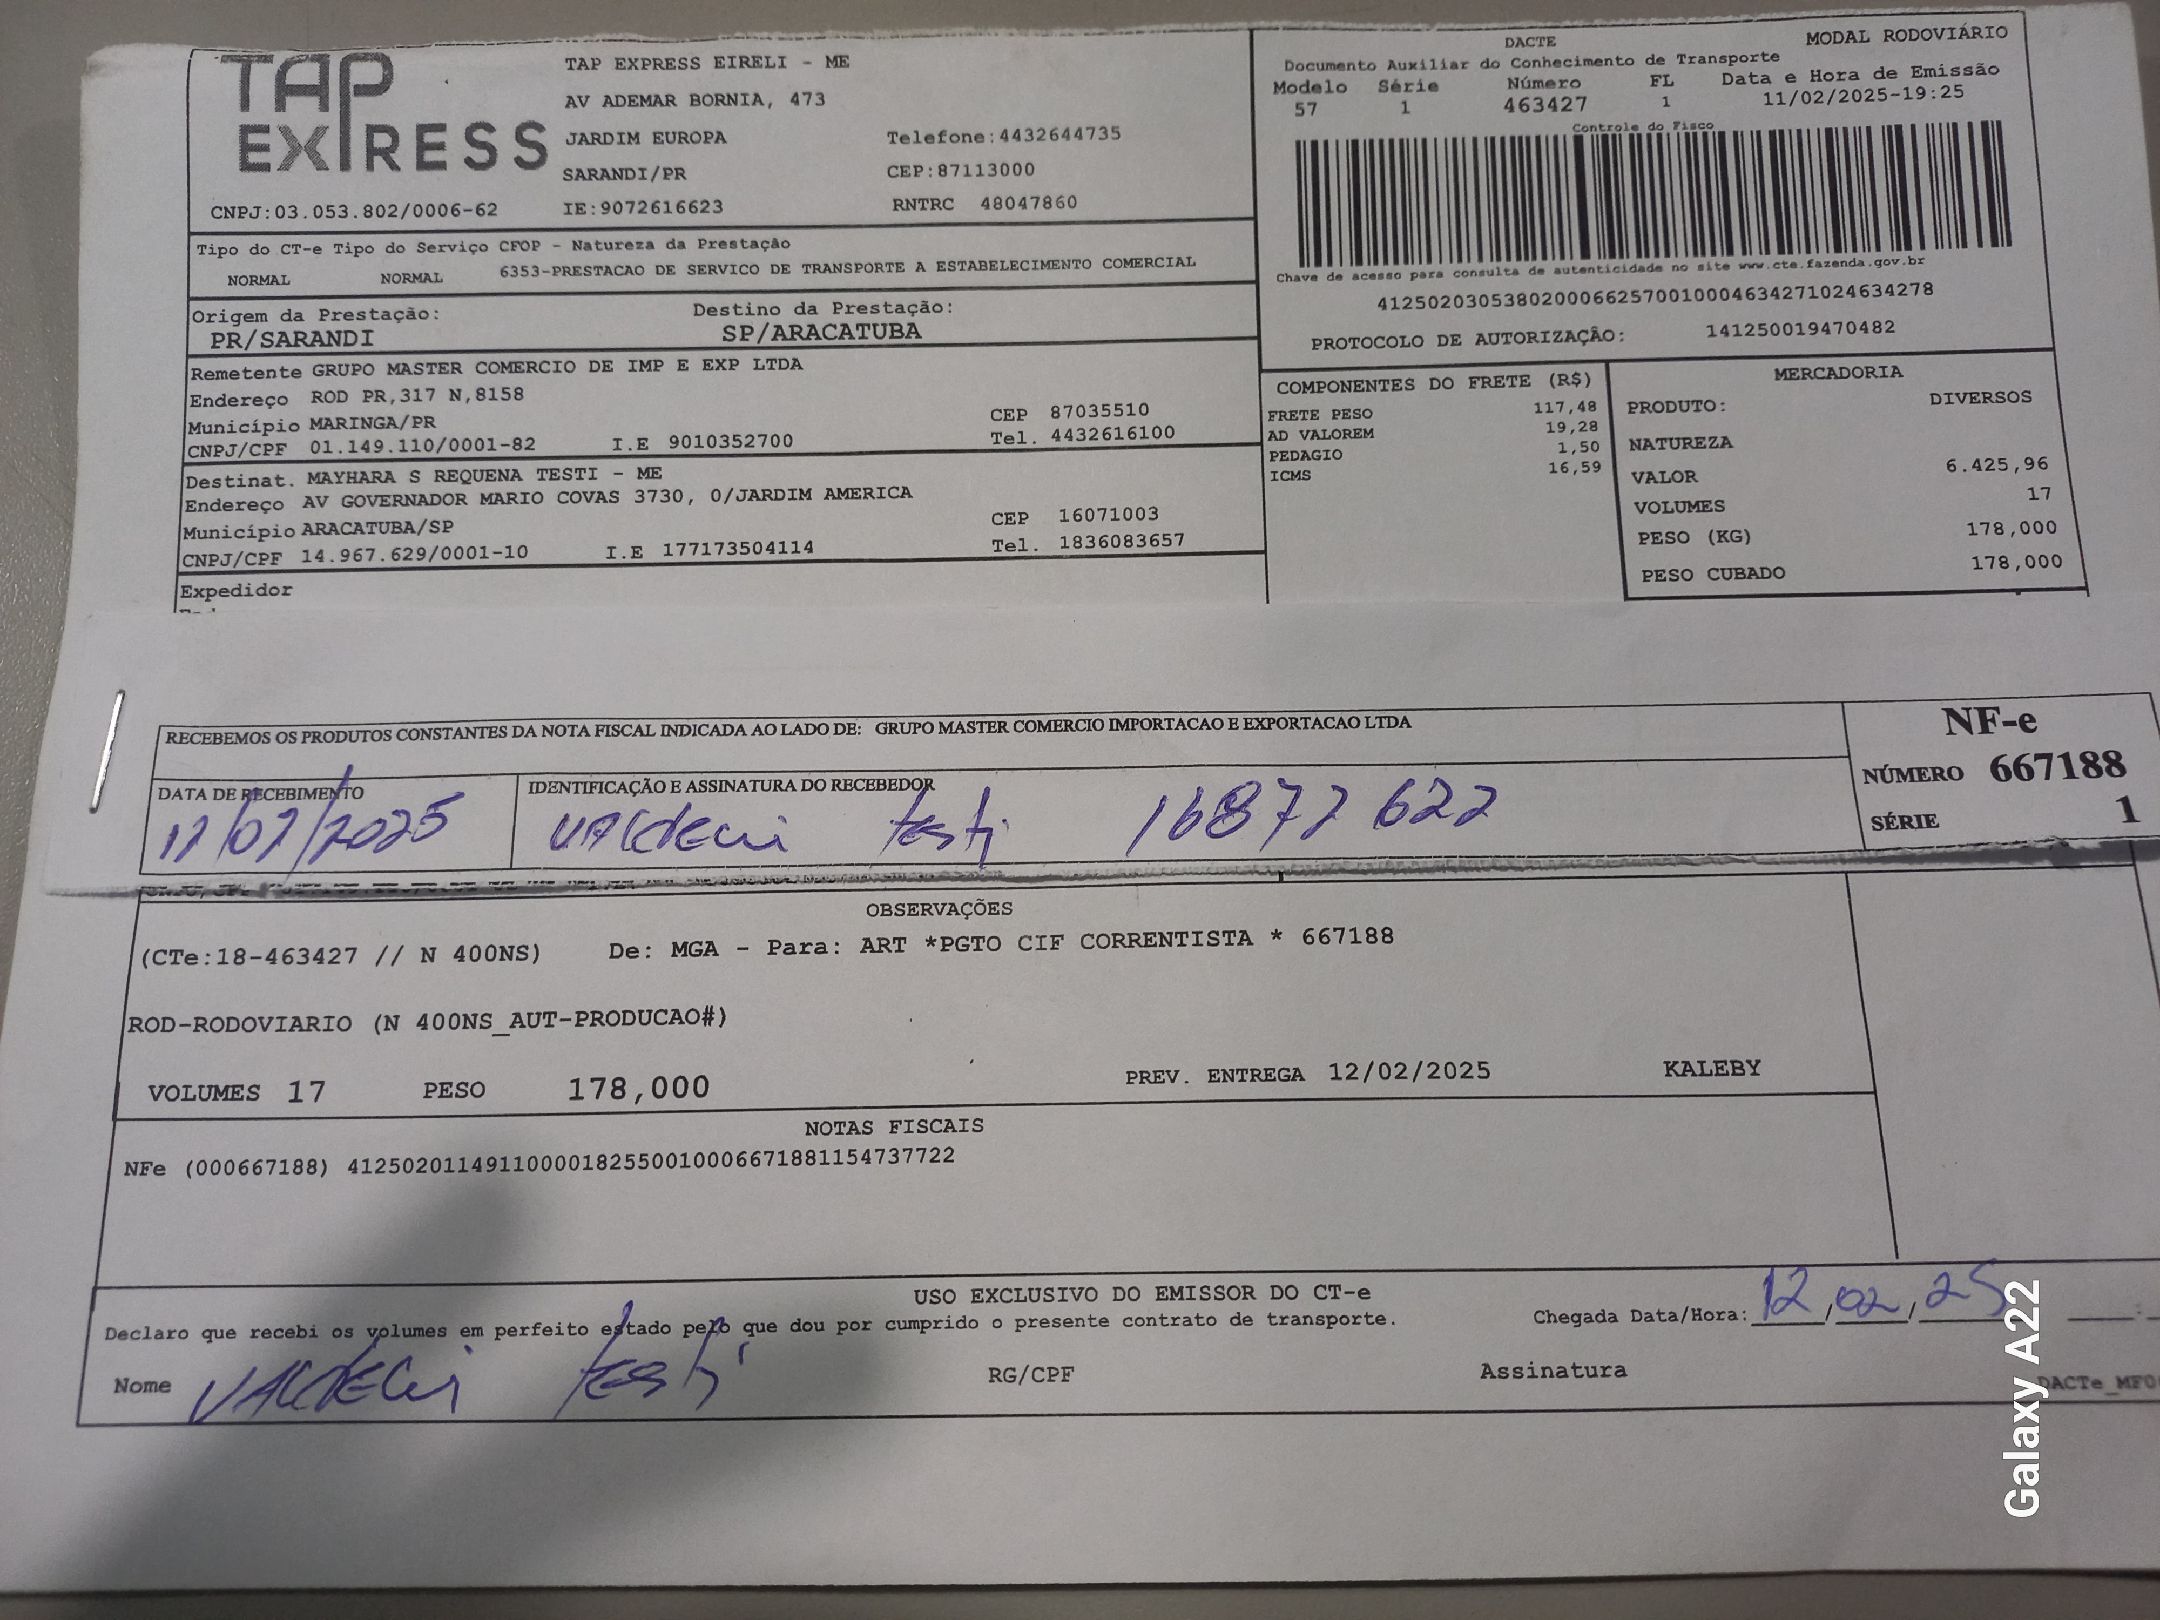 TAP EXPRESS
TAP EXPRESS EIRELI - ME
AV ADEMAR BORNIA, 473
JARDIM EUROPA Telefone:4432644735
SARANDI/PR CEP:87113000
CNPJ:03.053.802/0006-62 IE:9072616623 RNTRC 48047860
DACTE MODAL RODOVIÁRIO
Documento Auxiliar do Conhecimento de Transporte
Modelo Série Número FL Data e Hora de Emissão
57 1 463427 1 11/02/2025-19:25
Controle do Fisco
Chave de acesso para consulta de autenticidade no site www.cte.fazenda.gov.br
41250203053802000662570010004634271024634278
PROTOCOLO DE AUTORIZAÇÃO: 141250019470482
Tipo do CT-e Tipo do Serviço CFOP - Natureza da Prestação
NORMAL NORMAL 6353-PRESTACAO DE SERVICO DE TRANSPORTE A ESTABELECIMENTO COMERCIAL
Origem da Prestação: Destino da Prestação:
PR/SARANDI SP/ARACATUBA
Remetente GRUPO MASTER COMERCIO DE IMP E EXP LTDA
Endereço ROD PR,317 N,8158
Município MARINGA/PR CEP 87035510
CNPJ/CPF 01.149.110/0001-82 I.E 9010352700 Tel. 4432616100
Destinat. MAYHARA S REQUENA TESTI - ME
Endereço AV GOVERNADOR MARIO COVAS 3730, 0/JARDIM AMERICA
Município ARACATUBA/SP CEP 16071003
CNPJ/CPF 14.967.629/0001-10 I.E 177173504114 Tel. 1836083657
Expedidor
COMPONENTES DO FRETE (R$)
FRETE PESO 117,48
AD VALOREM 19,28
PEDAGIO 1,50
ICMS 16,59
MERCADORIA
PRODUTO: DIVERSOS
NATUREZA
VALOR 6.425,96
VOLUMES 17
PESO (KG) 178,000
PESO CUBADO 178,000
RECEBEMOS OS PRODUTOS CONSTANTES DA NOTA FISCAL INDICADA AO LADO DE: GRUPO MASTER COMERCIO IMPORTACAO E EXPORTACAO LTDA
DATA DE RECEBIMENTO IDENTIFICAÇÃO E ASSINATURA DO RECEBEDOR
12/02/2025 VALdECi testi 16872622
NF-e
NÚMERO 667188
SÉRIE 1
OBSERVAÇÕES
(CTe:18-463427 // N 400NS) De: MGA - Para: ART *PGTO CIF CORRENTISTA * 667188
ROD-RODOVIARIO (N 400NS_AUT-PRODUCAO#)
VOLUMES 17 PESO 178,000 PREV. ENTREGA 12/02/2025 KALEBY
NOTAS FISCAIS
NFe (000667188) 41250201149110000182550010006671881154737722
USO EXCLUSIVO DO EMISSOR DO CT-e
Declaro que recebi os volumes em perfeito estado pelo que dou por cumprido o presente contrato de transporte. Chegada Data/Hora: 12,02,25
Nome VALdECi testi RG/CPF Assinatura
Galaxy A22